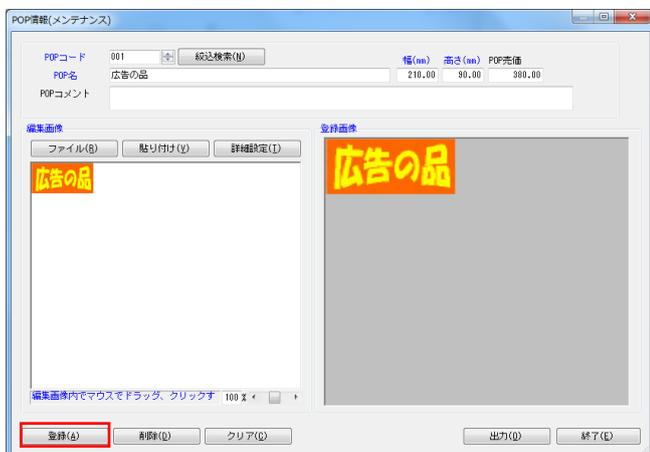 POP情報(メンテナンス)
POPコード 001 絞込検索(N) 幅(mm) 高さ(mm) POP売価
POP名 広告の品 210.00 90.00 380.00
POPコメント
編集画像 登録画像
ファイル(R) 貼り付け(V) 詳細設定(I)
広告の品 広告の品
編集画像内でマウスでドラッグ、クリックす 100 %
登録(A) 削除(D) クリア(C) 出力(O) 終了(E)